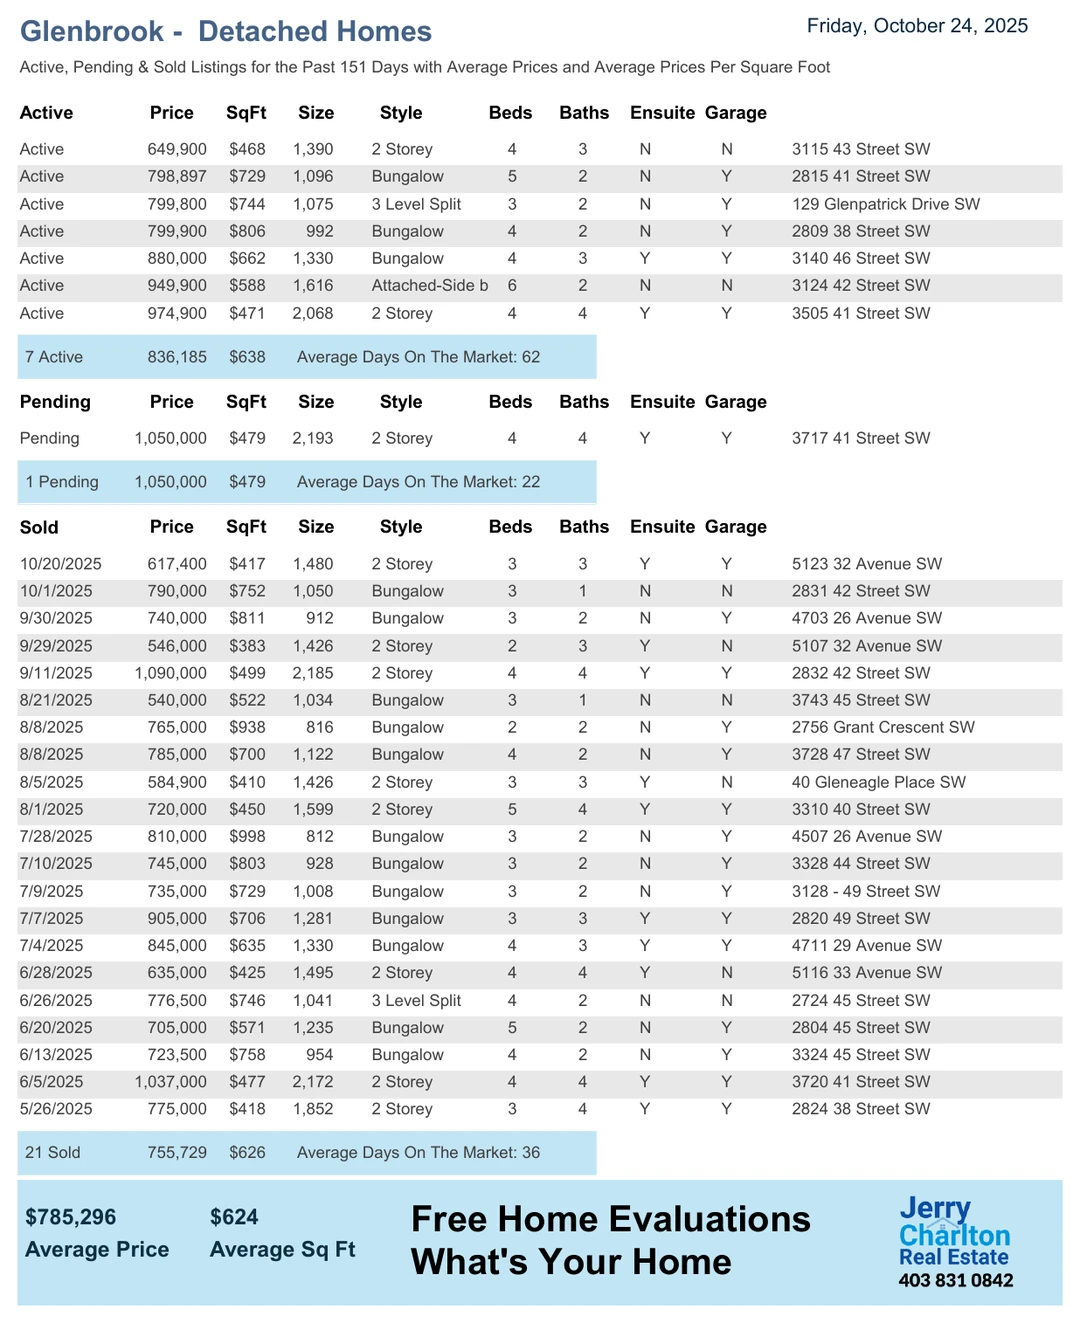 Glenbrook - Detached Homes
Friday, October 24, 2025
Active, Pending & Sold Listings for the Past 151 Days with Average Prices and Average Prices Per Square Foot
Active Price SqFt Size Style Beds Baths Ensuite Garage
Active 649,900 $468 1,390 2 Storey 4 3 N N 3115 43 Street SW
Active 798,897 $729 1,096 Bungalow 5 2 N Y 2815 41 Street SW
Active 799,800 $744 1,075 3 Level Split 3 2 N Y 129 Glenpatrick Drive SW
Active 799,900 $806 992 Bungalow 4 2 N Y 2809 38 Street SW
Active 880,000 $662 1,330 Bungalow 4 3 Y Y 3140 46 Street SW
Active 949,900 $588 1,616 Attached-Side b 6 2 N N 3124 42 Street SW
Active 974,900 $471 2,068 2 Storey 4 4 Y Y 3505 41 Street SW
7 Active 836,185 $638 Average Days On The Market: 62
Pending Price SqFt Size Style Beds Baths Ensuite Garage
Pending 1,050,000 $479 2,193 2 Storey 4 4 Y Y 3717 41 Street SW
1 Pending 1,050,000 $479 Average Days On The Market: 22
Sold Price SqFt Size Style Beds Baths Ensuite Garage
10/20/2025 617,400 $417 1,480 2 Storey 3 3 Y Y 5123 32 Avenue SW
10/1/2025 790,000 $752 1,050 Bungalow 3 1 N N 2831 42 Street SW
9/30/2025 740,000 $811 912 Bungalow 3 2 N Y 4703 26 Avenue SW
9/29/2025 546,000 $383 1,426 2 Storey 2 3 Y N 5107 32 Avenue SW
9/11/2025 1,090,000 $499 2,185 2 Storey 4 4 Y Y 2832 42 Street SW
8/21/2025 540,000 $522 1,034 Bungalow 3 1 N N 3743 45 Street SW
8/8/2025 765,000 $938 816 Bungalow 2 2 N Y 2756 Grant Crescent SW
8/8/2025 785,000 $700 1,122 Bungalow 4 2 N Y 3728 47 Street SW
8/5/2025 584,900 $410 1,426 2 Storey 3 3 Y N 40 Gleneagle Place SW
8/1/2025 720,000 $450 1,599 2 Storey 5 4 Y Y 3310 40 Street SW
7/28/2025 810,000 $998 812 Bungalow 3 2 N Y 4507 26 Avenue SW
7/10/2025 745,000 $803 928 Bungalow 3 2 N Y 3328 44 Street SW
7/9/2025 735,000 $729 1,008 Bungalow 3 2 N Y 3128 - 49 Street SW
7/7/2025 905,000 $706 1,281 Bungalow 3 3 Y Y 2820 49 Street SW
7/4/2025 845,000 $635 1,330 Bungalow 4 3 Y Y 4711 29 Avenue SW
6/28/2025 635,000 $425 1,495 2 Storey 4 4 Y N 5116 33 Avenue SW
6/26/2025 776,500 $746 1,041 3 Level Split 4 2 N N 2724 45 Street SW
6/20/2025 705,000 $571 1,235 Bungalow 5 2 N Y 2804 45 Street SW
6/13/2025 723,500 $758 954 Bungalow 4 2 N Y 3324 45 Street SW
6/5/2025 1,037,000 $477 2,172 2 Storey 4 4 Y Y 3720 41 Street SW
5/26/2025 775,000 $418 1,852 2 Storey 3 4 Y Y 2824 38 Street SW
21 Sold 755,729 $626 Average Days On The Market: 36
$785,296 $624
Average Price Average Sq Ft
Free Home Evaluations
What's Your Home
Jerry
Charlton
Real Estate
403 831 0842